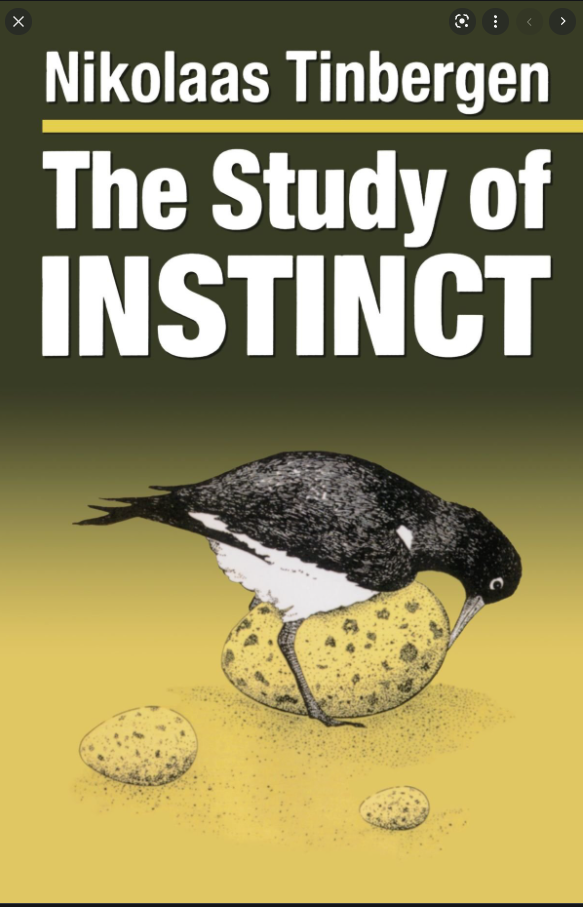 Nikolaas Tinbergen
The Study of
INSTINCT